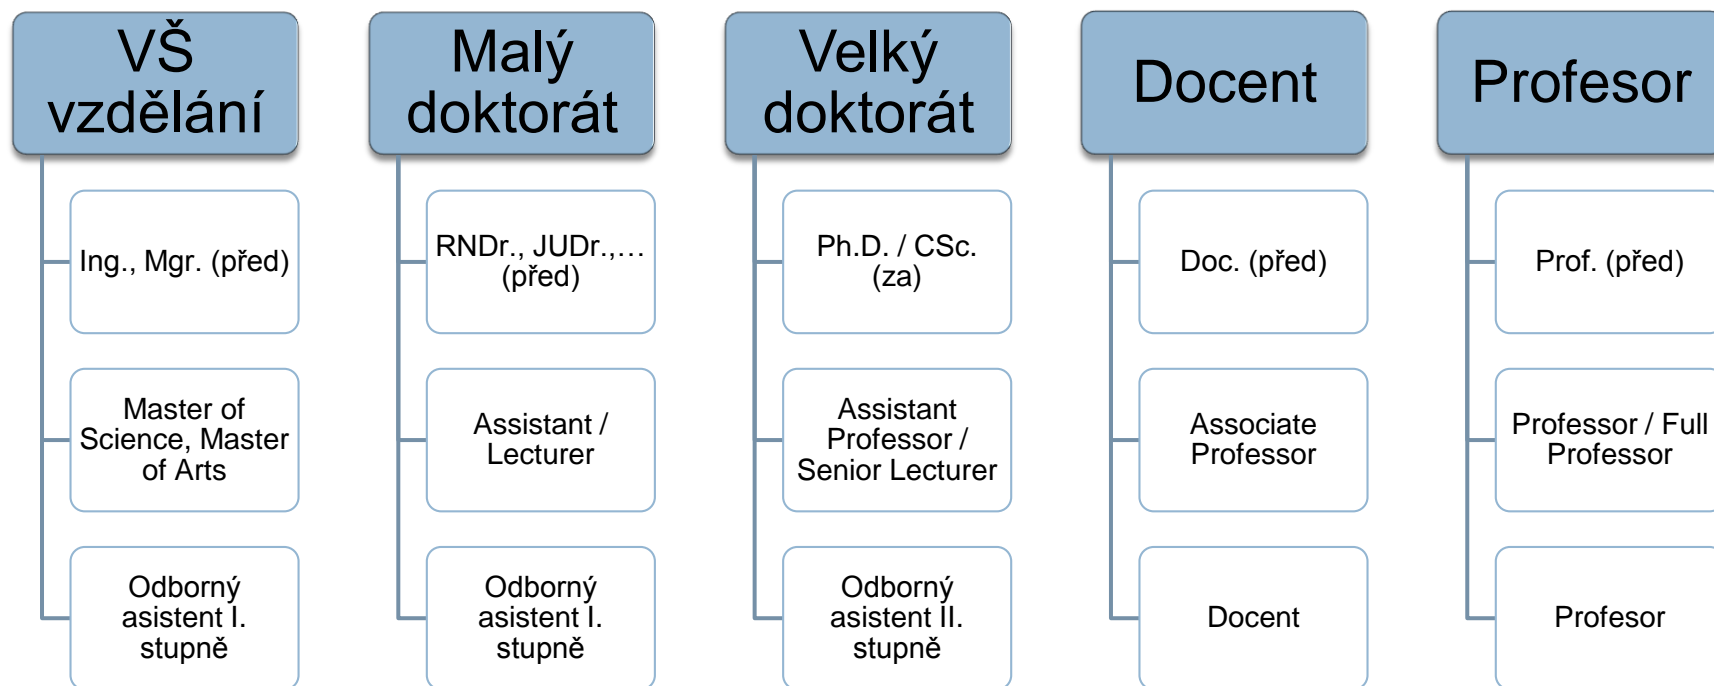 VŠ
vzdělání
Ing., Mgr. (před)
Master of
Science, Master
of Arts
Odborný
asistent I.
stupně
Malý
doktorát
RNDr., JUDr.,…
(před)
Assistant /
Lecturer
Odborný
asistent I.
stupně
Velký
doktorát
Ph.D. / CSc.
(za)
Assistant
Professor /
Senior Lecturer
Odborný
asistent II.
stupně
Docent
Doc. (před)
Associate
Professor
Docent
Profesor
Prof. (před)
Professor / Full
Professor
Profesor